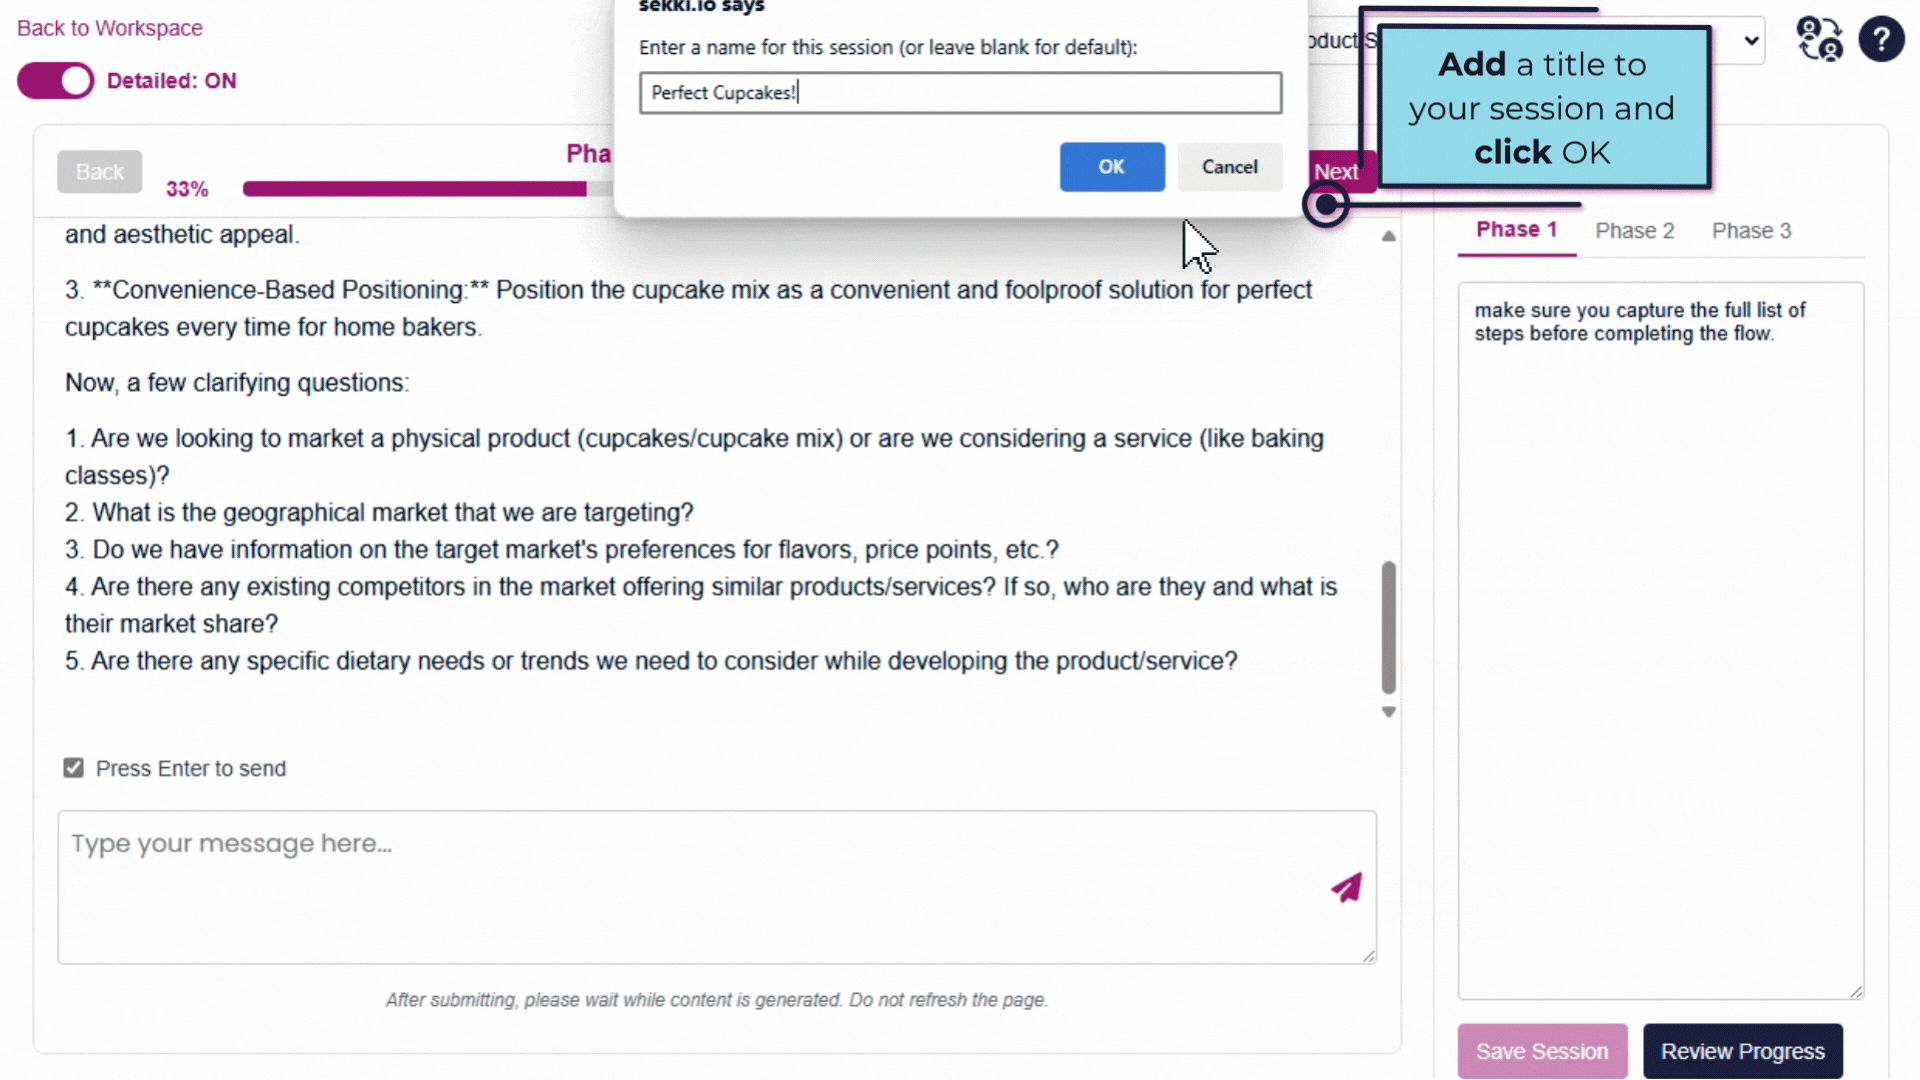 Back to Workspace
Detailed: ON
sekki.io says
Enter a name for this session (or leave blank for default):
Perfect Cupcakes!
OK
Cancel
?
Add a title to
your session and
click OK
Back
33%
Next
and aesthetic appeal.
3. **Convenience-Based Positioning:** Position the cupcake mix as a convenient and foolproof solution for perfect
cupcakes every time for home bakers.
Now, a few clarifying questions:
1. Are we looking to market a physical product (cupcakes/cupcake mix) or are we considering a service (like baking
classes)?
2. What is the geographical market that we are targeting?
3. Do we have information on the target market's preferences for flavors, price points, etc.?
4. Are there any existing competitors in the market offering similar products/services? If so, who are they and what is
their market share?
5. Are there any specific dietary needs or trends we need to consider while developing the product/service?
Press Enter to send
Type your message here...
After submitting, please wait while content is generated. Do not refresh the page.
Phase 1
Phase 2
Phase 3
make sure you capture the full list of
steps before completing the flow.
Save Session
Review Progress